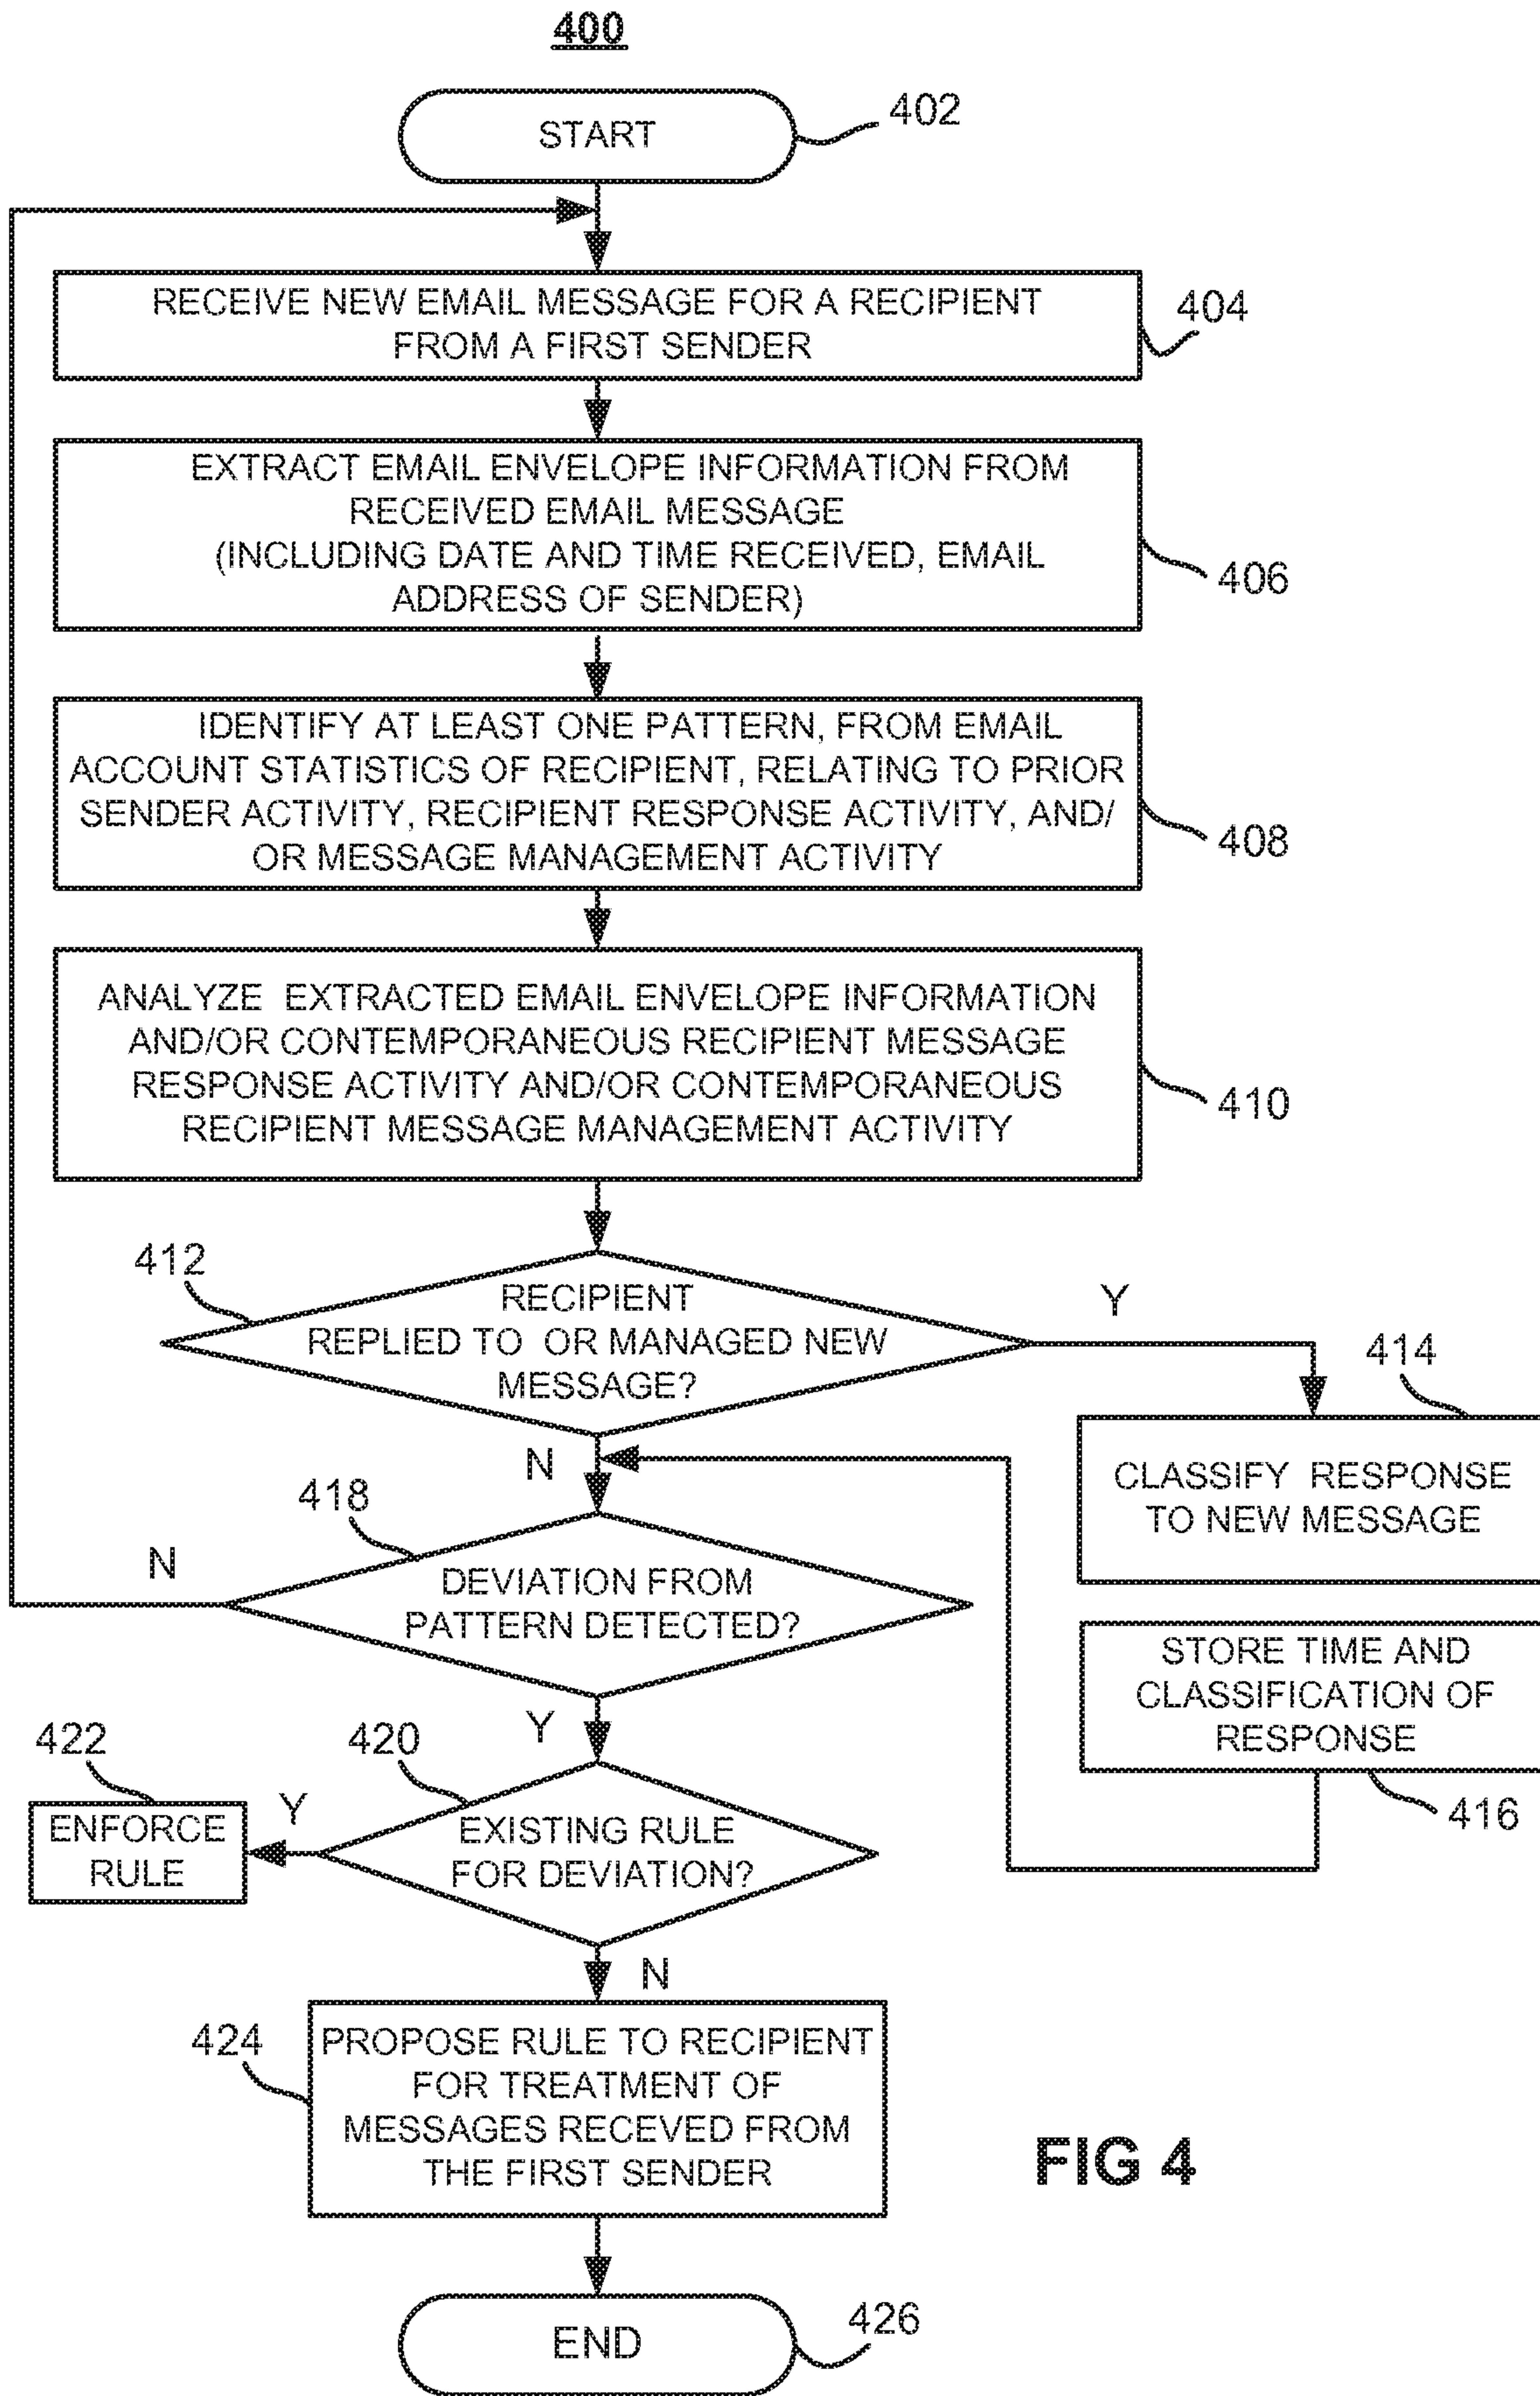 400
START
402
RECEIVE NEW EMAIL MESSAGE FOR A RECIPIENT
FROM A FIRST SENDER
404
EXTRACT EMAIL ENVELOPE INFORMATION FROM
RECEIVED EMAIL MESSAGE
(INCLUDING DATE AND TIME RECEIVED, EMAIL
ADDRESS OF SENDER)
406
IDENTIFY AT LEAST ONE PATTERN, FROM EMAIL
ACCOUNT STATISTICS OF RECIPIENT, RELATING TO PRIOR
SENDER ACTIVITY, RECIPIENT RESPONSE ACTIVITY, AND/
OR MESSAGE MANAGEMENT ACTIVITY
408
ANALYZE EXTRACTED EMAIL ENVELOPE INFORMATION
AND/OR CONTEMPORANEOUS RECIPIENT MESSAGE
RESPONSE ACTIVITY AND/OR CONTEMPORANEOUS
RECIPIENT MESSAGE MANAGEMENT ACTIVITY
410
412
RECIPIENT
REPLIED TO OR MANAGED NEW
MESSAGE?
Y
414
CLASSIFY RESPONSE
TO NEW MESSAGE
N
418
N
DEVIATION FROM
PATTERN DETECTED?
STORE TIME AND
CLASSIFICATION OF
RESPONSE
416
Y
422
420
ENFORCE
RULE
Y
EXISTING RULE
FOR DEVIATION?
N
424
PROPOSE RULE TO RECIPIENT
FOR TREATMENT OF
MESSAGES RECEVED FROM
THE FIRST SENDER
FIG 4
END
426